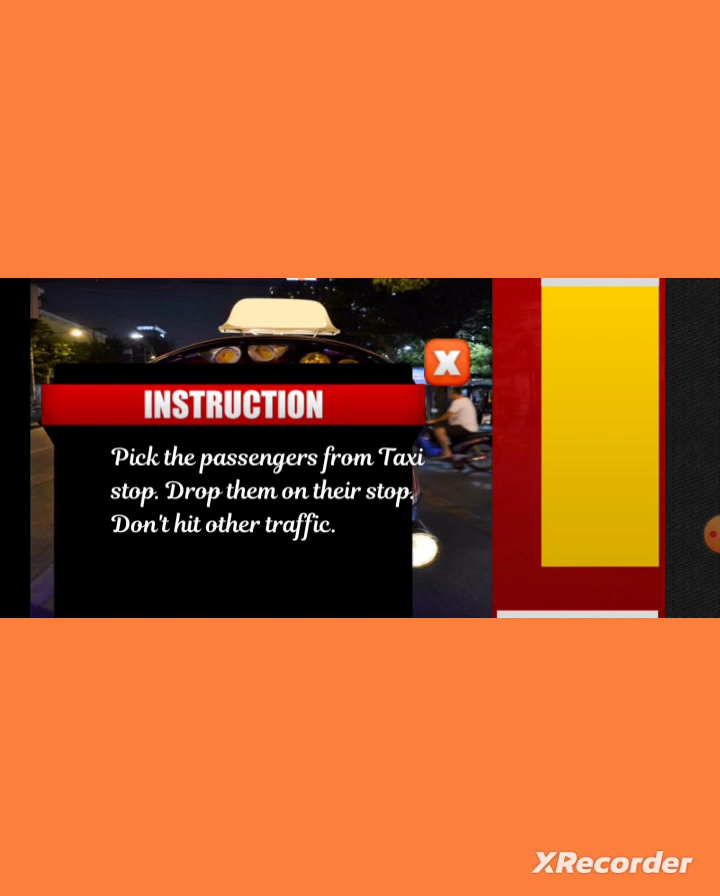 X
INSTRUCTION
Pick the passengers from Taxi
stop. Drop them on their stop.
Don't hit other traffic.
XRecorder